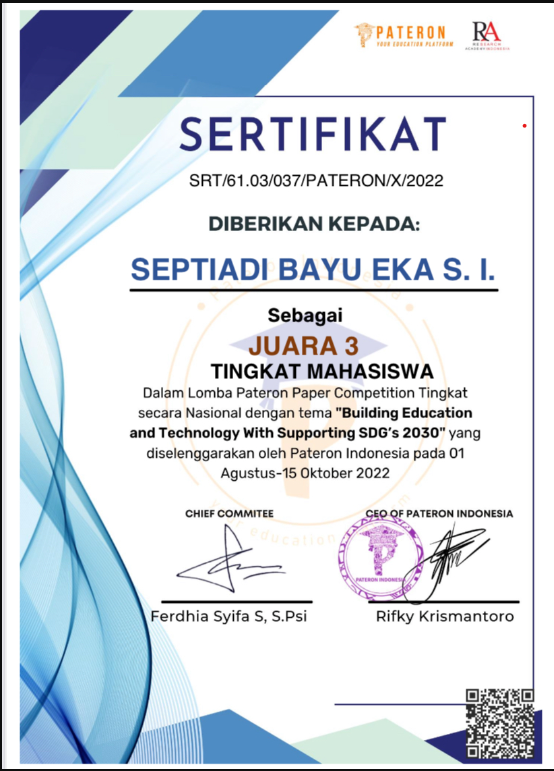 PATERON
YOUR EDUCATION PLATFORM
RA
RESEARCH
ACADEMY INDONESIA
SERTIFIKAT
SRT/61.03/037/PATERON/X/2022
DIBERIKAN KEPADA:
SEPTIADI BAYU EKA S. I.
Sebagai
JUARA 3
TINGKAT MAHASISWA
Dalam Lomba Pateron Paper Competition Tingkat
secara Nasional dengan tema "Building Education
and Technology With Supporting SDG's 2030" yang
diselenggarakan oleh Pateron Indonesia pada 01
Agustus-15 Oktober 2022
CHIEF COMMITEE
CEO OF PATERON INDONESIA
PATERON INDONESIA
Ferdhia Syifa S, S.Psi
Rifky Krismantoro